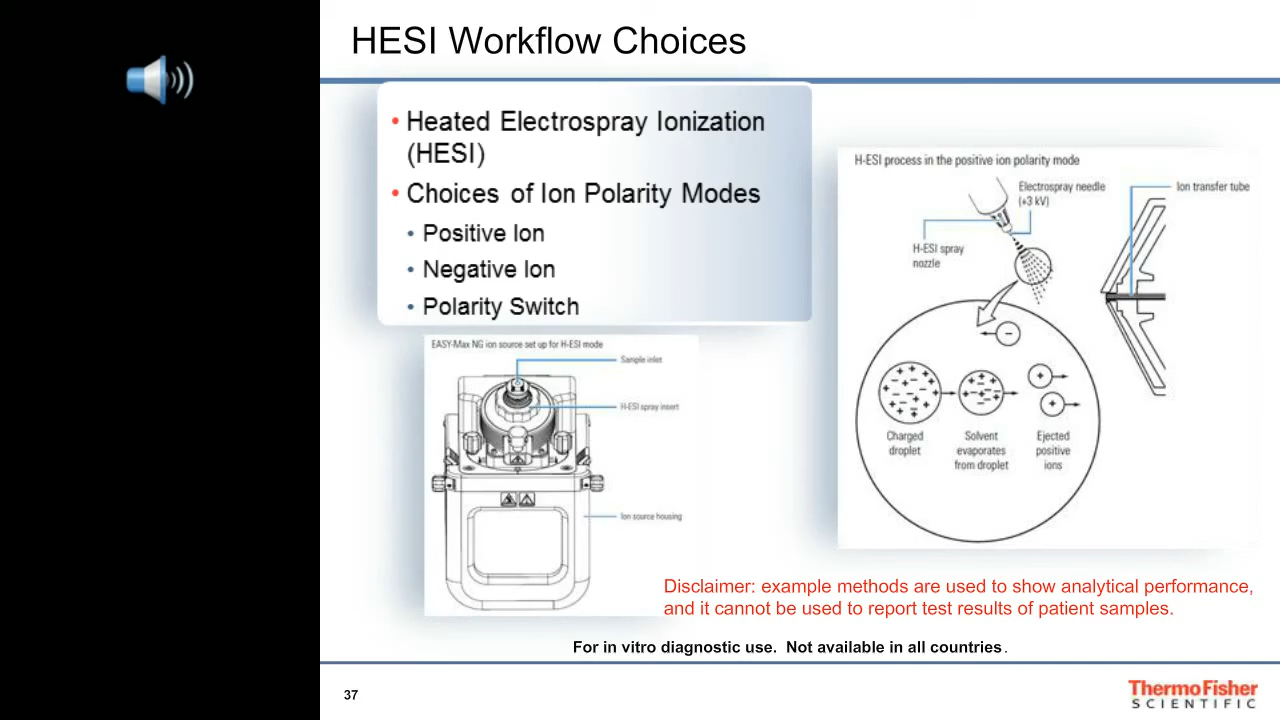 HESI Workflow Choices
• Heated Electrospray Ionization
(HESI)
• Choices of Ion Polarity Modes
• Positive Ion
• Negative Ion
• Polarity Switch
H-ESI process in the positive ion polarity mode
Electrospray needle
(+3 kV)
Ion transfer tube
H-ESI spray
nozzle
Charged
droplet
Solvent
evaporates
from droplet
Ejected
positive
ions
EASY-Max NG ion source set up for H-ESI mode
Sample inlet
H-ESI spray insert
Ion source housing
Disclaimer: example methods are used to show analytical performance,
and it cannot be used to report test results of patient samples.
For in vitro diagnostic use. Not available in all countries.
37
ThermoFisher
SCIENTIFIC